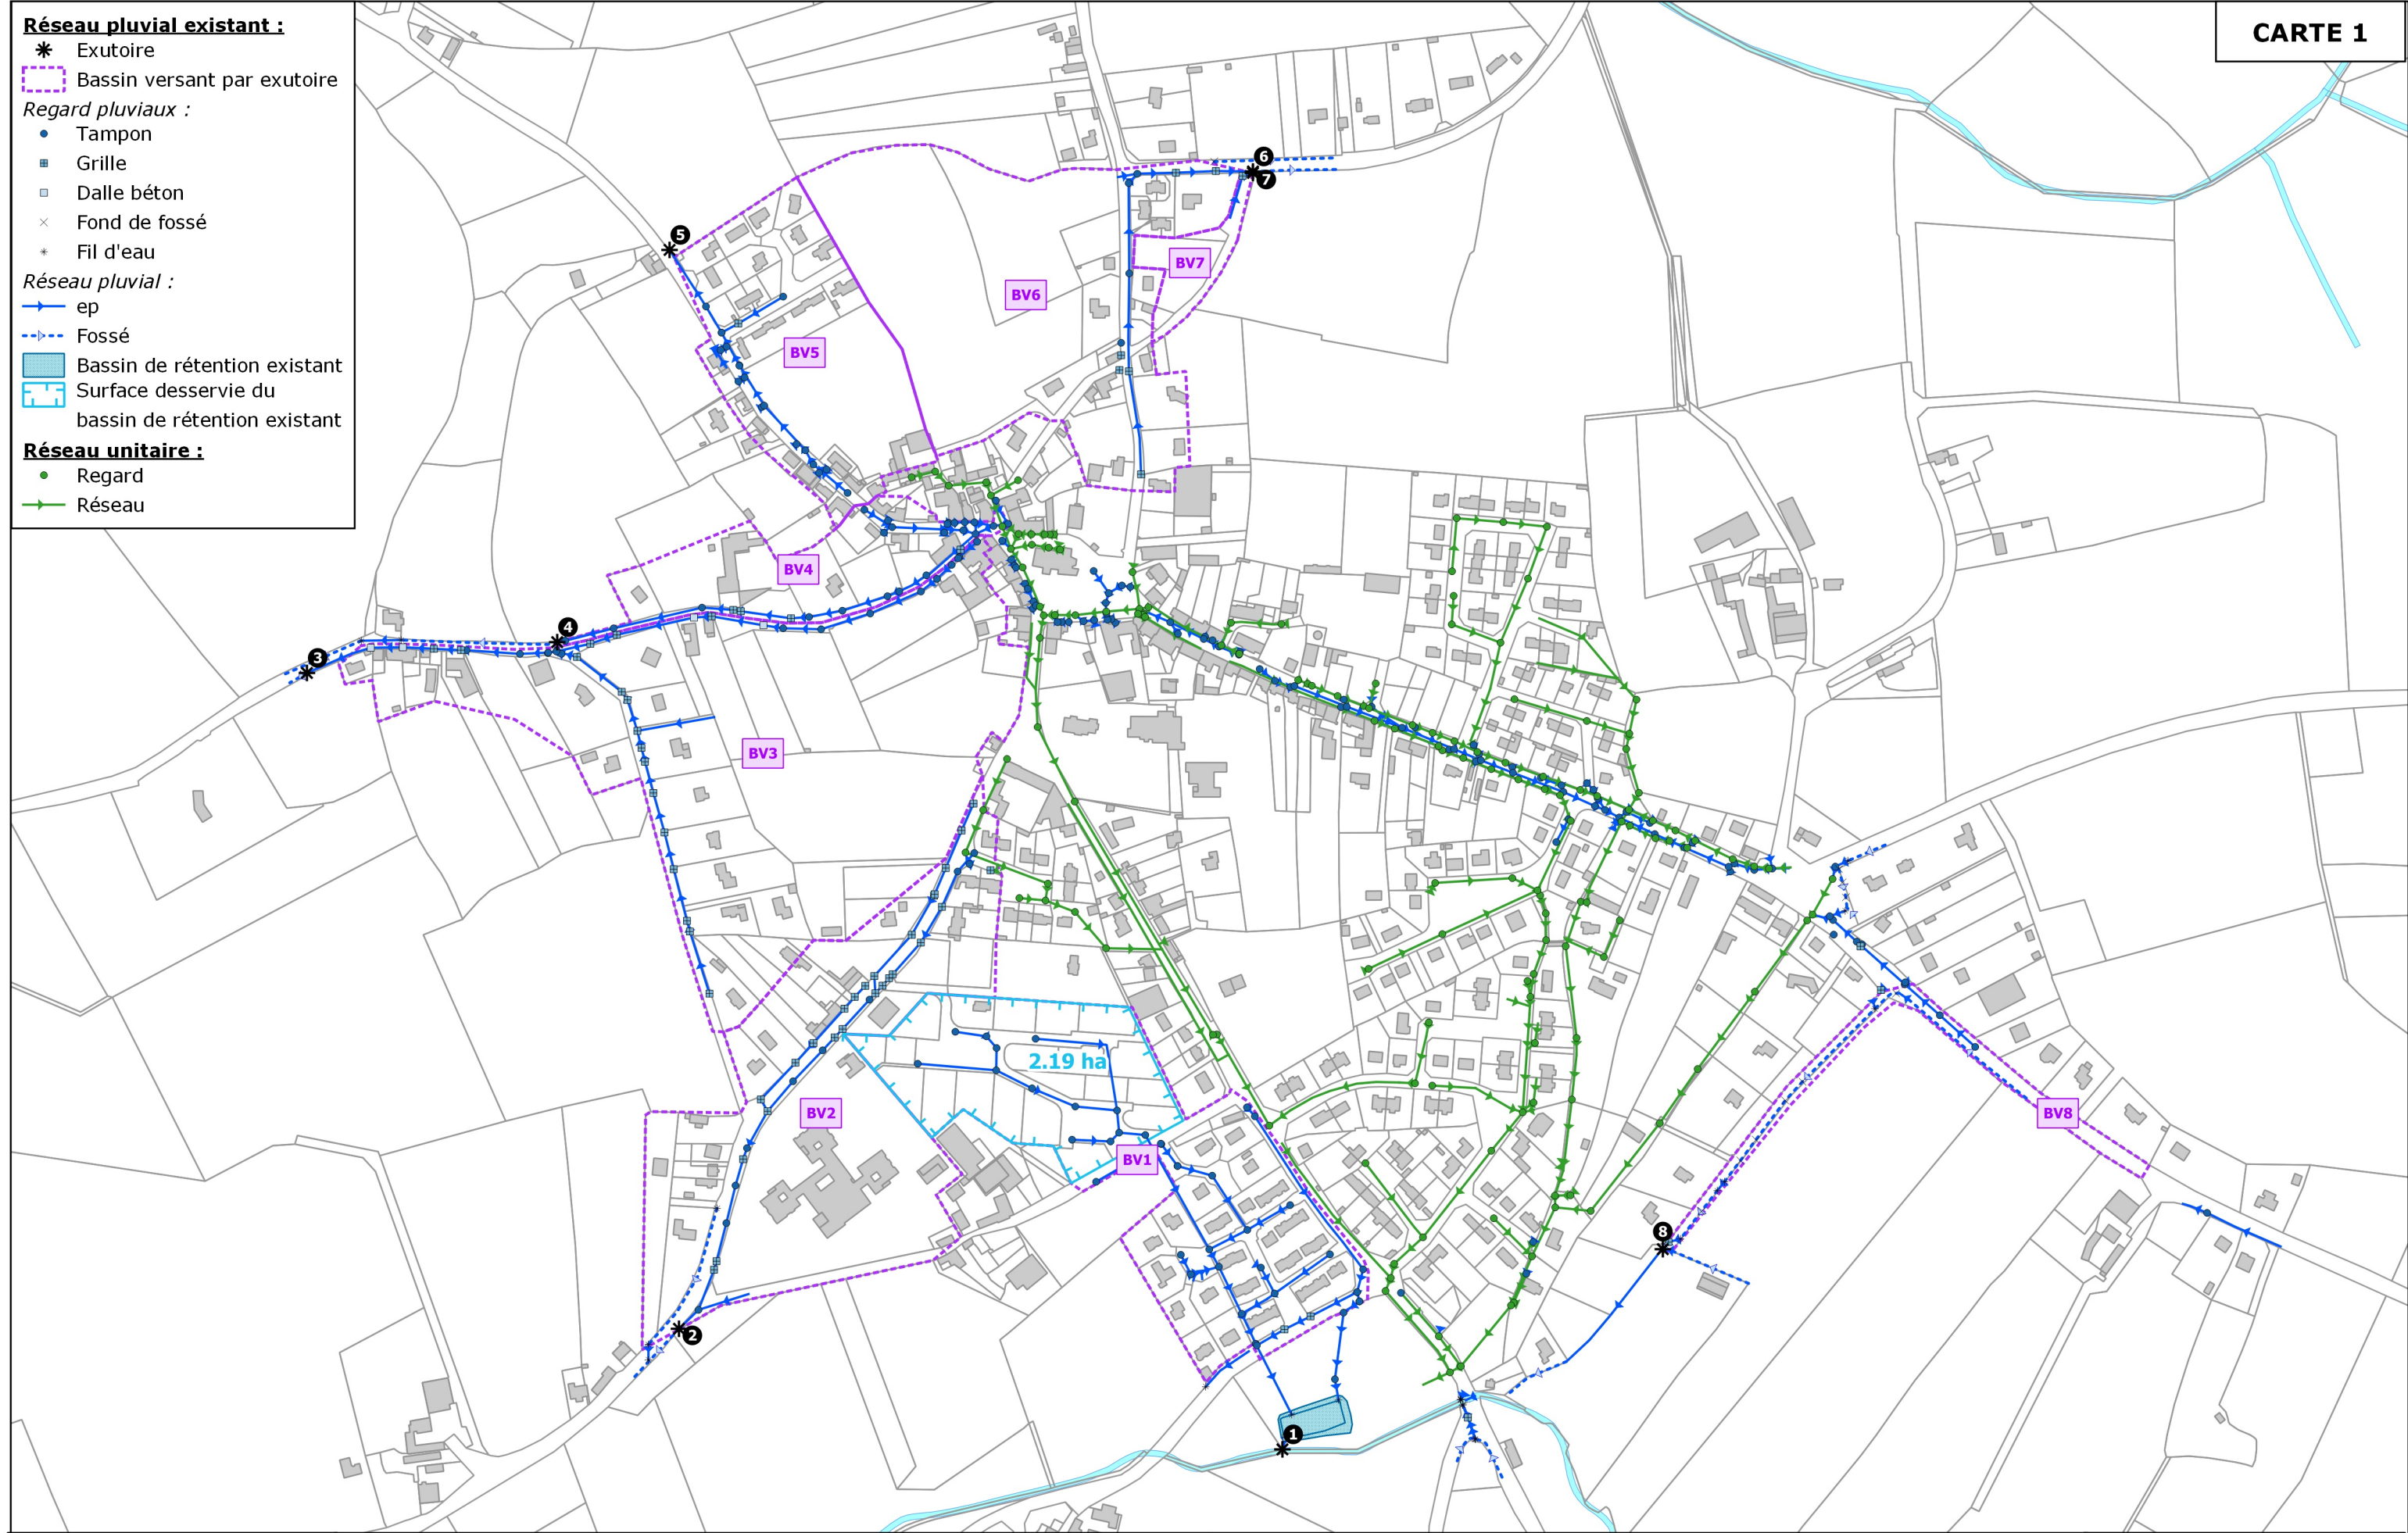 Réseau pluvial existant :
Exutoire
Bassin versant par exutoire
Regard pluviaux :
Tampon
Grille
Dalle béton
Fond de fossé
Fil d'eau
Réseau pluvial :
ep
Fossé
Bassin de rétention existant
Surface desservie du
bassin de rétention existant
Réseau unitaire :
Regard
Réseau
CARTE 1
6
7
5
BV7
BV6
BV5
BV4
4
3
BV3
2.19 ha
BV2
BV8
BV1
8
2
1